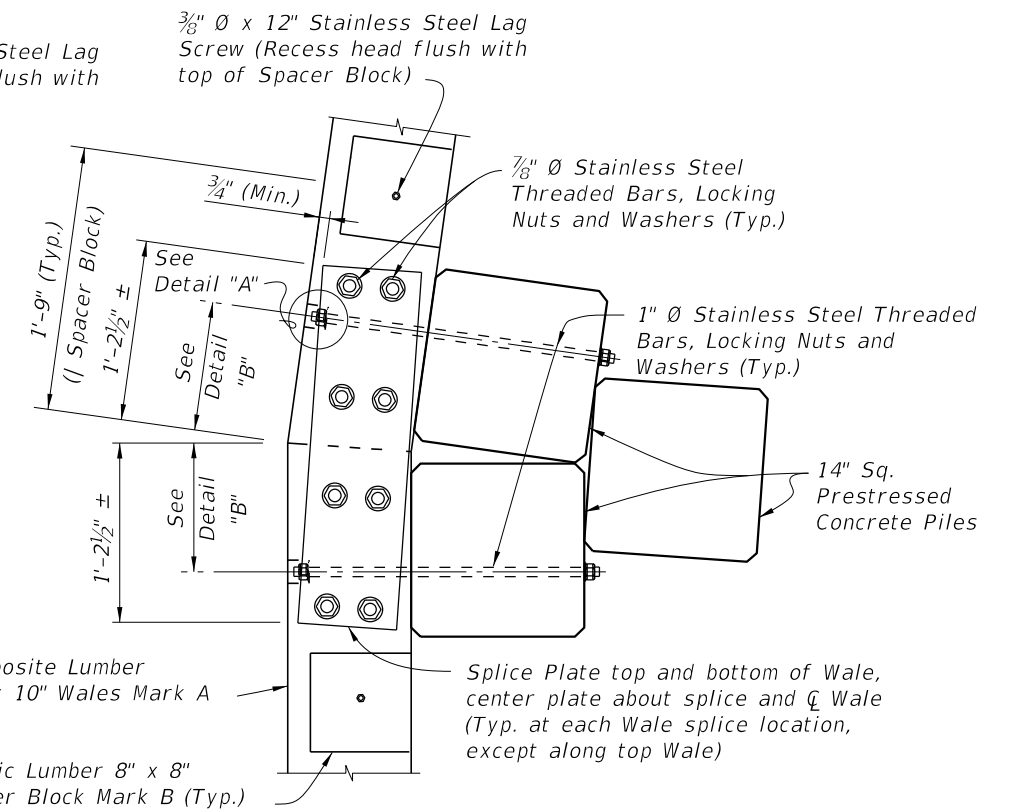 ⅜" Ø x 12" Stainless Steel Lag
Screw (Recess head flush with
top of Spacer Block)
Steel Lag
lush with
⅞" Ø Stainless Steel
Threaded Bars, Locking
Nuts and Washers (Typ.)
¾" (Min.)
1'-9" (Typ.)
(| Spacer Block)
1'-2½" ±
See
Detail "A"
See
Detail
"B"
1" Ø Stainless Steel Threaded
Bars, Locking Nuts and
Washers (Typ.)
14" Sq.
Prestressed
Concrete Piles
1'-2½" ±
See
Detail
"B"
osite Lumber
10" Wales Mark A
Splice Plate top and bottom of Wale,
center plate about splice and ℄ Wale
(Typ. at each Wale splice location,
except along top Wale)
ic Lumber 8" x 8"
er Block Mark B (Typ.)